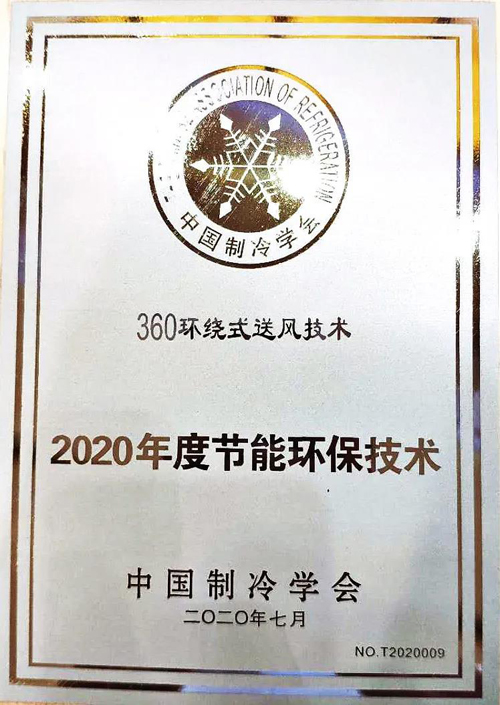 ASSOCIATION OF REFRIGERATION
中国制冷学会
360环绕式送风技术
2020年度节能环保技术
中国制冷学会
二〇二〇年七月
NO.T2020009